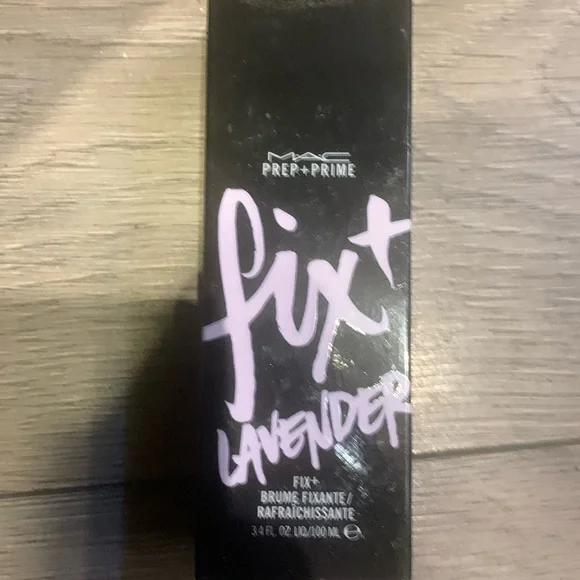 MAC
PREP+PRIME
fix+
LAVENDER
FIX+
BRUME FIXANTE/
RAFRAÎCHISSANTE
3.4 FL. OZ. LIQ/100 ML ℮